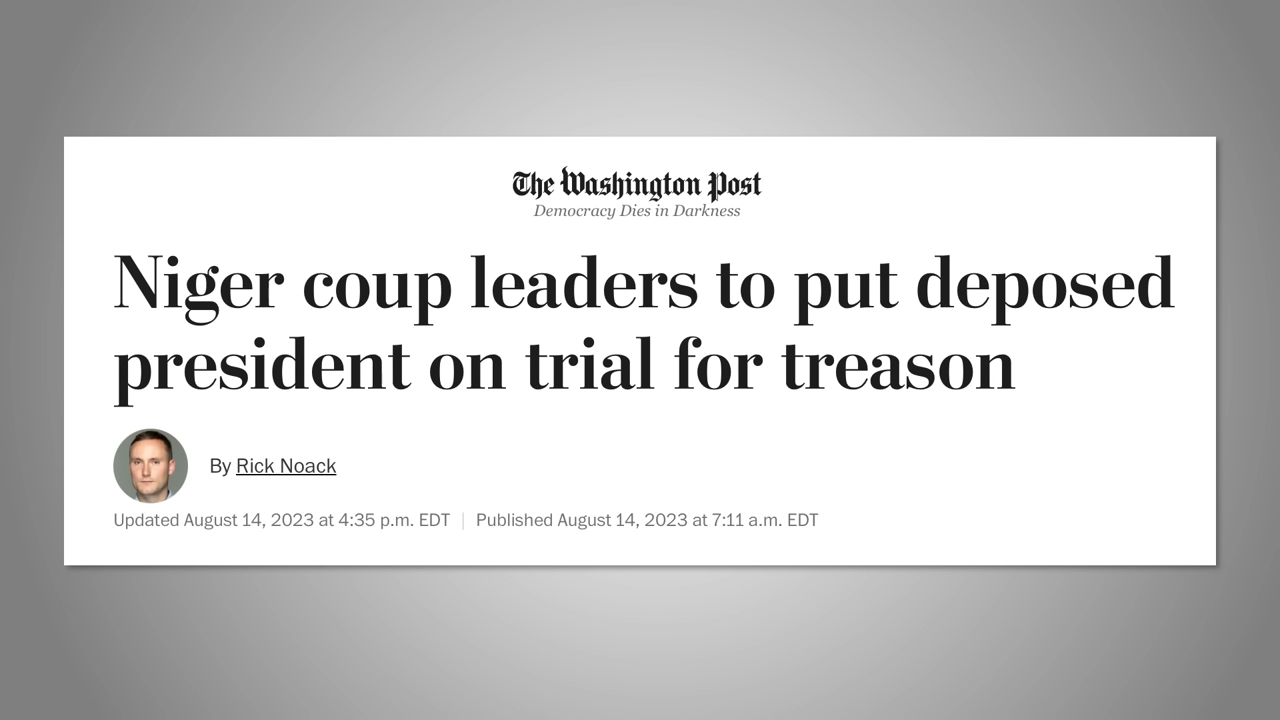 The Washington Post
Democracy Dies in Darkness
Niger coup leaders to put deposed
president on trial for treason
By Rick Noack
Updated August 14, 2023 at 4:35 p.m. EDT | Published August 14, 2023 at 7:11 a.m. EDT